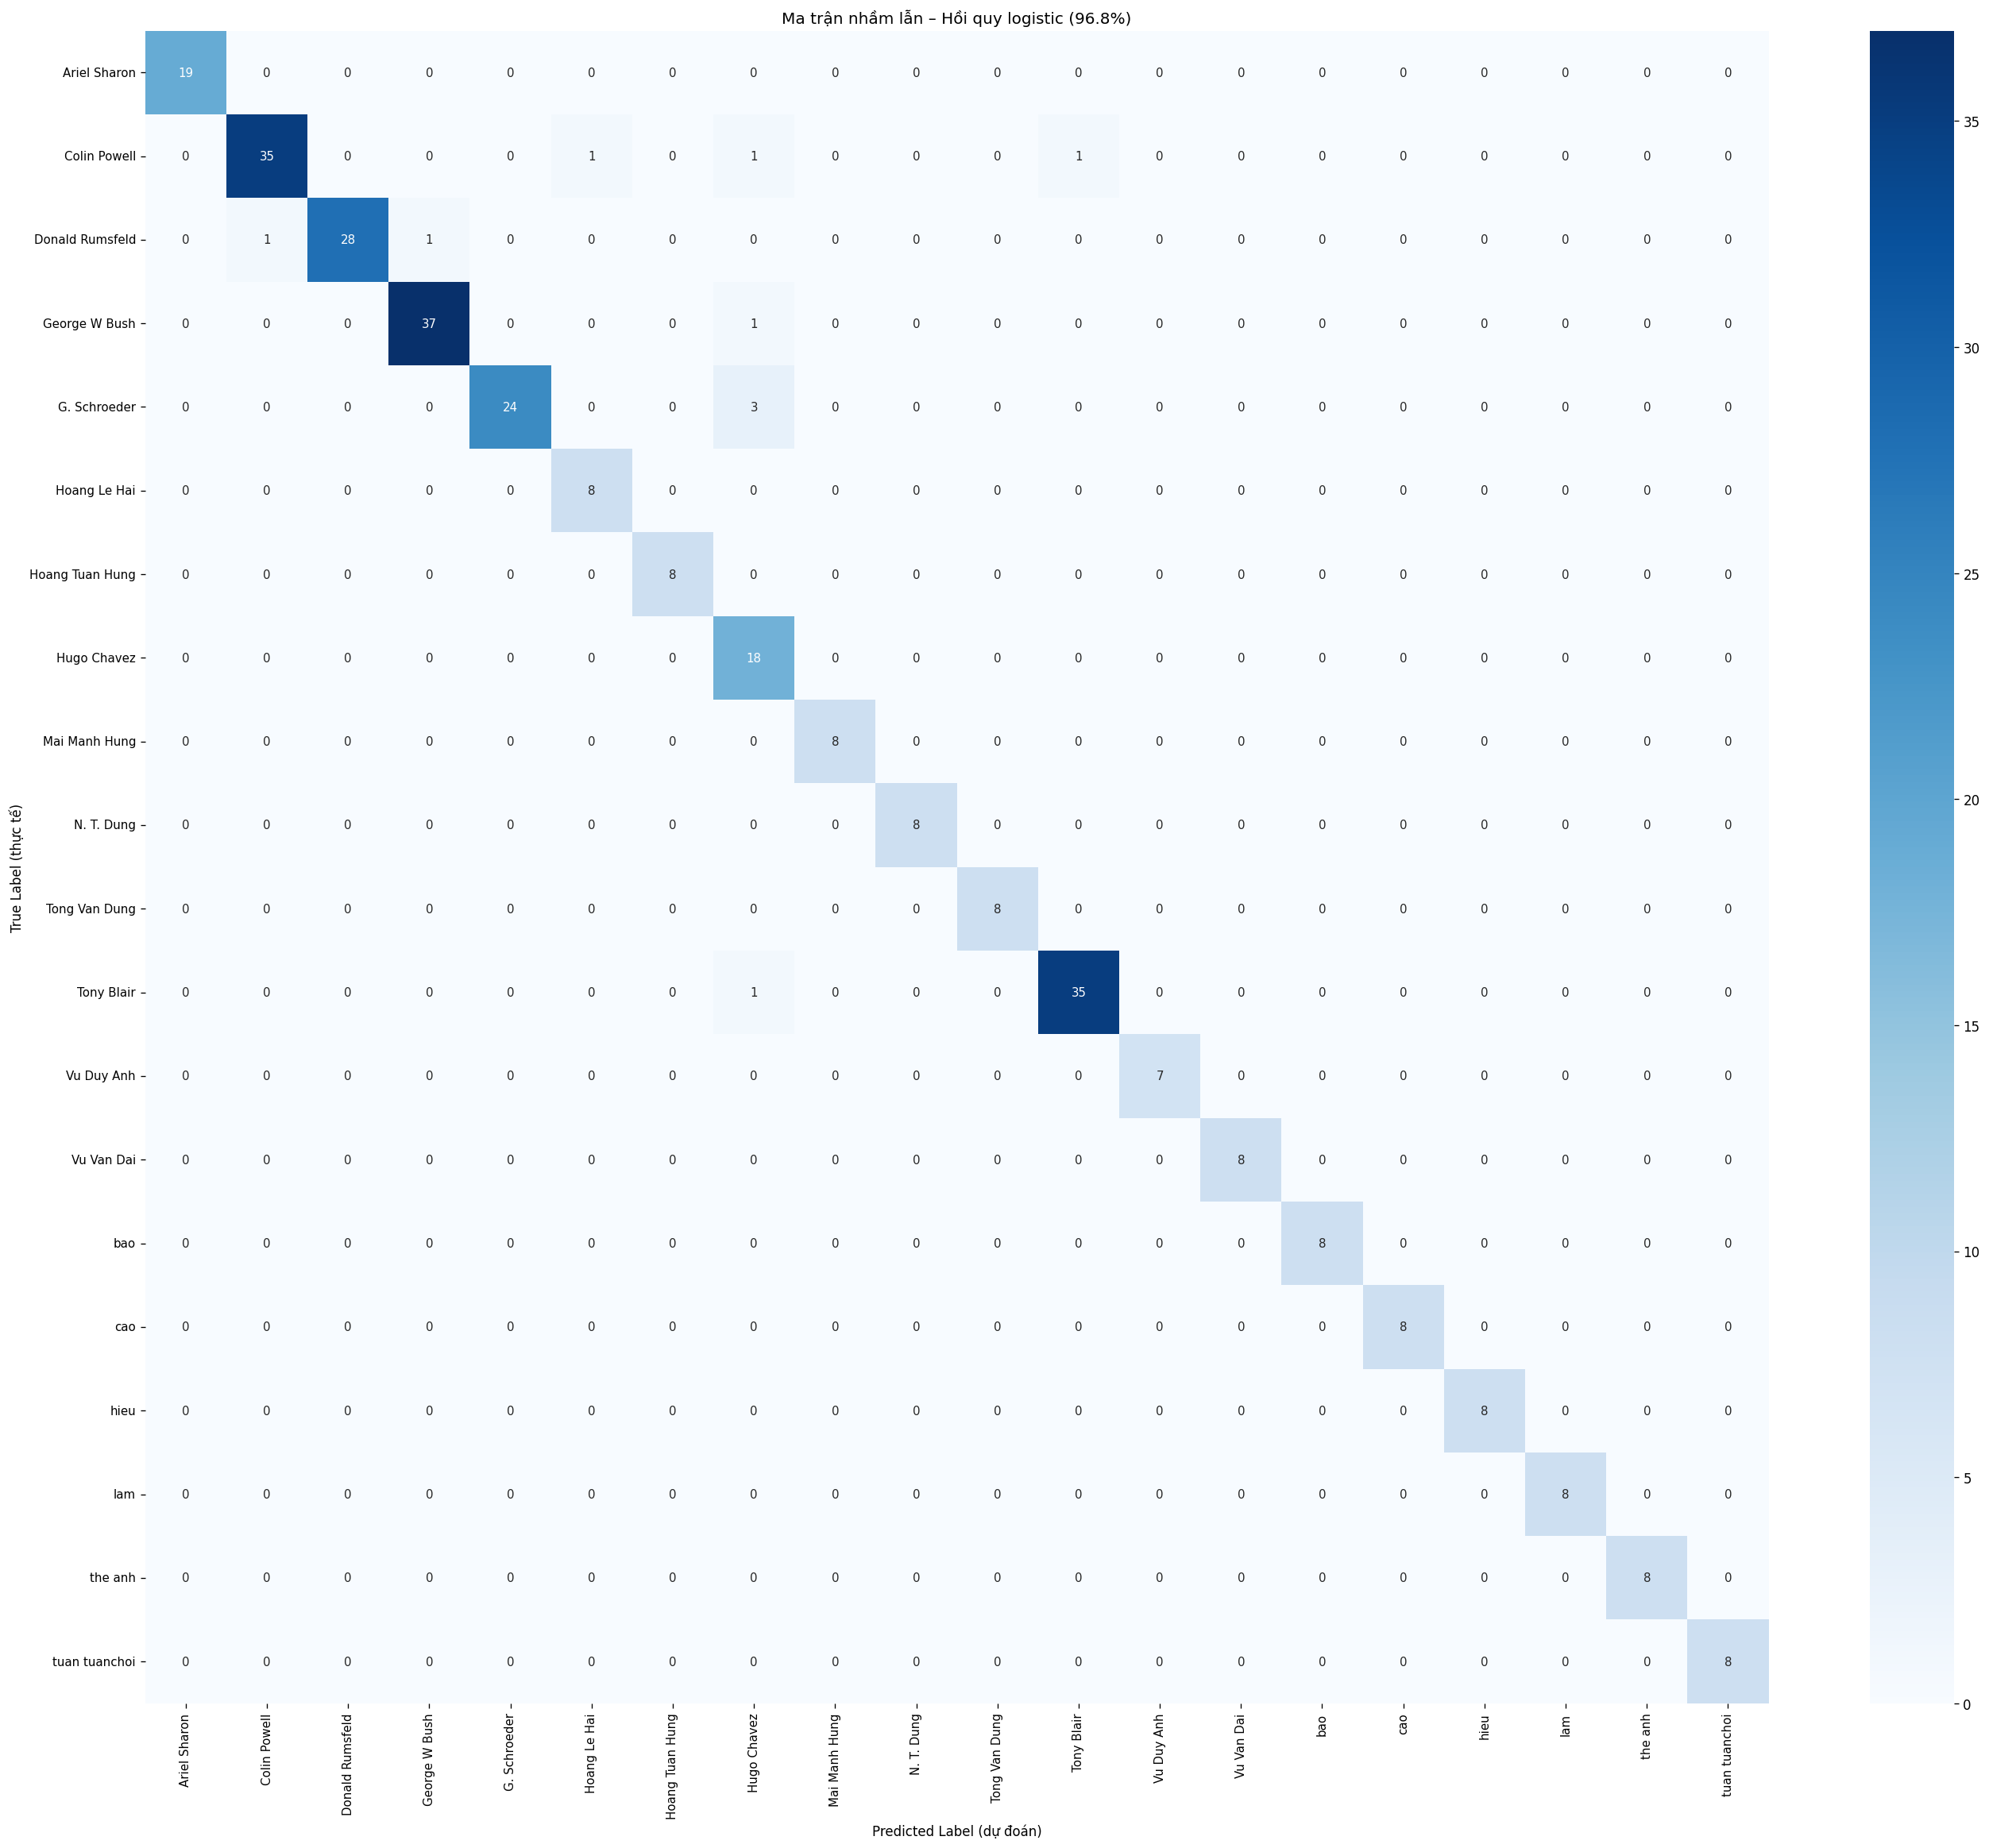 Ma trận nhầm lẫn – Hồi quy logistic (96.8%)
Ariel Sharon 19 0 0 0 0 0 0 0 0 0 0 0 0 0 0 0 0 0 0 0
Colin Powell 0 35 0 0 0 1 0 1 0 0 0 1 0 0 0 0 0 0 0 0
Donald Rumsfeld 0 1 28 1 0 0 0 0 0 0 0 0 0 0 0 0 0 0 0 0
George W Bush 0 0 0 37 0 0 0 1 0 0 0 0 0 0 0 0 0 0 0 0
G. Schroeder 0 0 0 0 24 0 0 3 0 0 0 0 0 0 0 0 0 0 0 0
Hoang Le Hai 0 0 0 0 0 8 0 0 0 0 0 0 0 0 0 0 0 0 0 0
Hoang Tuan Hung 0 0 0 0 0 0 8 0 0 0 0 0 0 0 0 0 0 0 0 0
Hugo Chavez 0 0 0 0 0 0 0 18 0 0 0 0 0 0 0 0 0 0 0 0
Mai Manh Hung 0 0 0 0 0 0 0 0 8 0 0 0 0 0 0 0 0 0 0 0
N. T. Dung 0 0 0 0 0 0 0 0 0 8 0 0 0 0 0 0 0 0 0 0
Tong Van Dung 0 0 0 0 0 0 0 0 0 0 8 0 0 0 0 0 0 0 0 0
Tony Blair 0 0 0 0 0 0 0 1 0 0 0 35 0 0 0 0 0 0 0 0
Vu Duy Anh 0 0 0 0 0 0 0 0 0 0 0 0 7 0 0 0 0 0 0 0
Vu Van Dai 0 0 0 0 0 0 0 0 0 0 0 0 0 8 0 0 0 0 0 0
bao 0 0 0 0 0 0 0 0 0 0 0 0 0 0 8 0 0 0 0 0
cao 0 0 0 0 0 0 0 0 0 0 0 0 0 0 0 8 0 0 0 0
hieu 0 0 0 0 0 0 0 0 0 0 0 0 0 0 0 0 8 0 0 0
lam 0 0 0 0 0 0 0 0 0 0 0 0 0 0 0 0 0 8 0 0
the anh 0 0 0 0 0 0 0 0 0 0 0 0 0 0 0 0 0 0 8 0
tuan tuanchoi 0 0 0 0 0 0 0 0 0 0 0 0 0 0 0 0 0 0 0 8
True Label (thực tế)
Ariel Sharon
Colin Powell
Donald Rumsfeld
George W Bush
G. Schroeder
Hoang Le Hai
Hoang Tuan Hung
Hugo Chavez
Mai Manh Hung
N. T. Dung
Tong Van Dung
Tony Blair
Vu Duy Anh
Vu Van Dai
bao
cao
hieu
lam
the anh
tuan tuanchoi
Predicted Label (dự đoán)
35
30
25
20
15
10
5
0